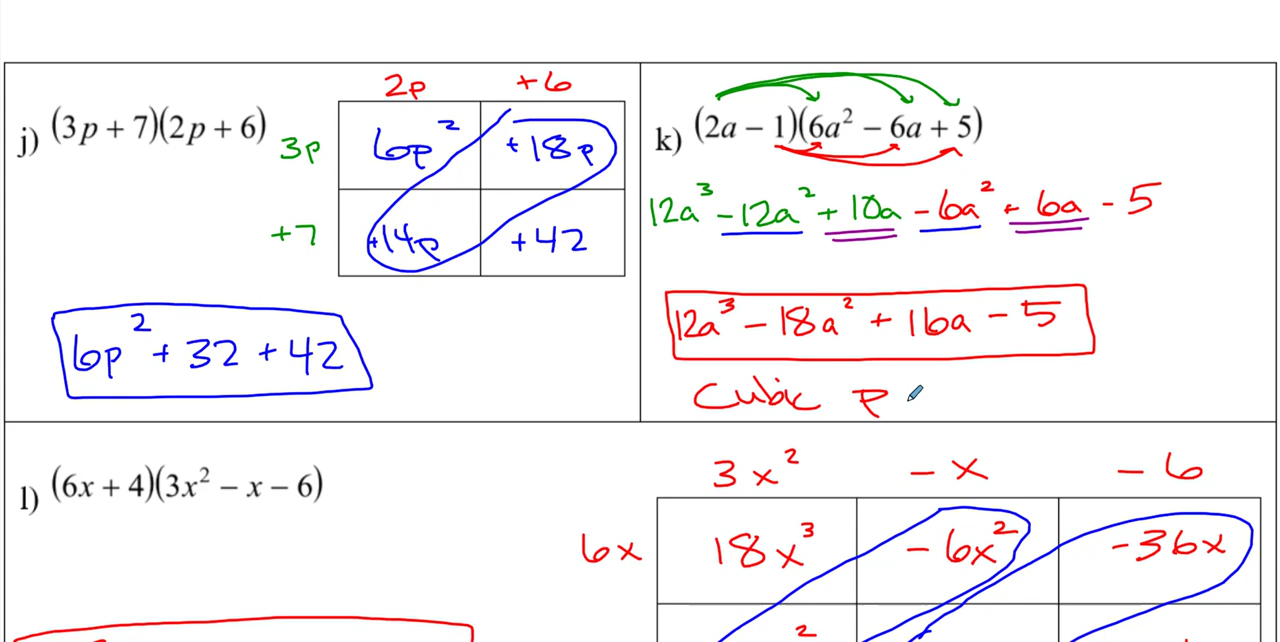 2p +6
j) (3p + 7)(2p + 6)
3p 6p² +18p
+7 +14p +42
6p² + 32 + 42
k) (2a − 1)(6a² − 6a + 5)
12a³ - 12a² + 10a - 6a² + 6a - 5
12a³ - 18a² + 16a - 5
Cubic P
l) (6x + 4)(3x² − x − 6)
3x² - x - 6
6x 18x³ - 6x² - 36x
2